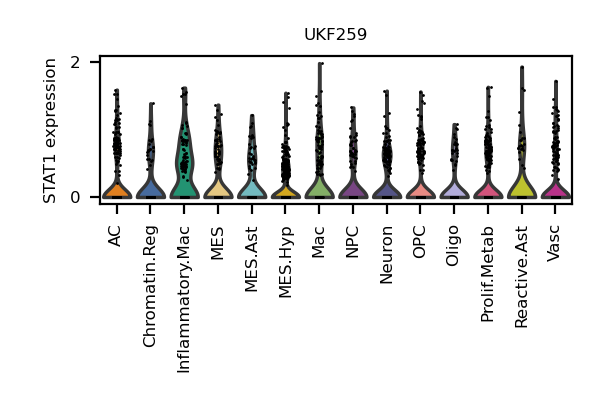 UKF259
STAT1 expression
2
0
AC
Chromatin.Reg
Inflammatory.Mac
MES
MES.Ast
MES.Hyp
Mac
NPC
Neuron
OPC
Oligo
Prolif.Metab
Reactive.Ast
Vasc